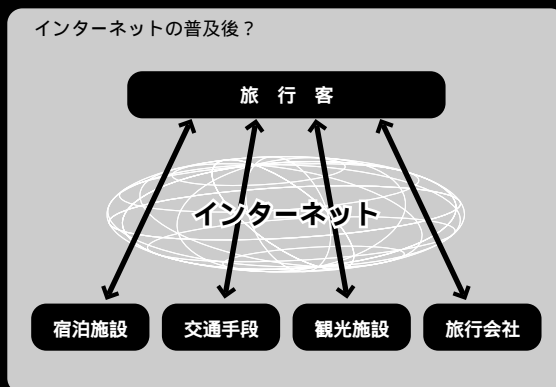 インターネットの普及後？
旅 行 客
インターネット
宿泊施設
交通手段
観光施設
旅行会社